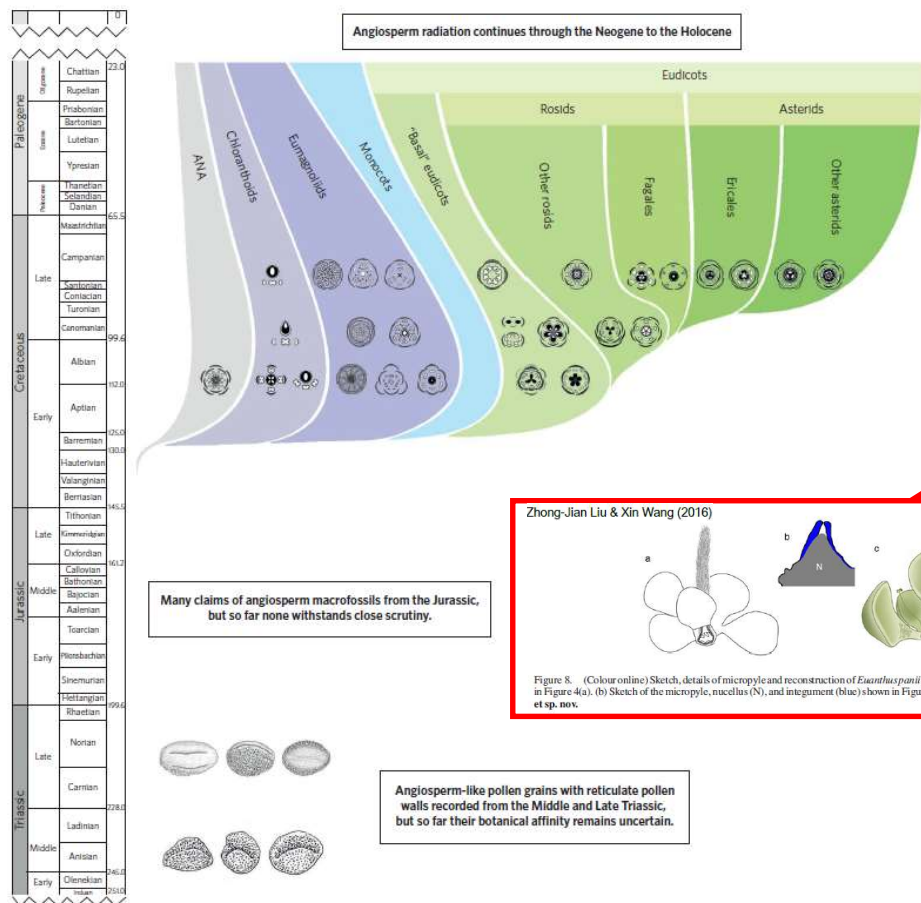 0
Angiosperm radiation continues through the Neogene to the Holocene
23.0
Paleogene
Oligocene
Chattian
Rupelian
Eocene
Priabonian
Bartonian
Lutetian
Ypresian
Paleocene
Thanetian
Selandian
Danian
65.5
Cretaceous
Late
Maastrichtian
Campanian
Santonian
Coniacian
Turonian
Cenomanian
99.6
Early
Albian
112.0
Aptian
125.0
Barremian
130.0
Hauterivian
Valanginian
Berriasian
145.5
Jurassic
Late
Tithonian
Kimmeridgian
Oxfordian
161.2
Middle
Callovian
Bathonian
Bajocian
Aalenian
Early
Toarcian
Pliensbachian
Sinemurian
Hettangian
199.6
Triassic
Late
Rhaetian
Norian
Carnian
228.0
Middle
Ladinian
Anisian
245.0
Early
Olenekian
Induan
251.0
Eudicots
Rosids
Asterids
ANA
Chloranthoids
Eumagnoliids
Monocots
"Basal" eudicots
Other rosids
Fagales
Ericales
Other asterids
Many claims of angiosperm macrofossils from the Jurassic,
but so far none withstands close scrutiny.
Zhong-Jian Liu & Xin Wang (2016)
a
b
N
c
Figure 8. (Colour online) Sketch, details of micropyle and reconstruction of Euanthus panii
in Figure 4(a). (b) Sketch of the micropyle, nucellus (N), and integument (blue) shown in Figu
et sp. nov.
Angiosperm-like pollen grains with reticulate pollen
walls recorded from the Middle and Late Triassic,
but so far their botanical affinity remains uncertain.